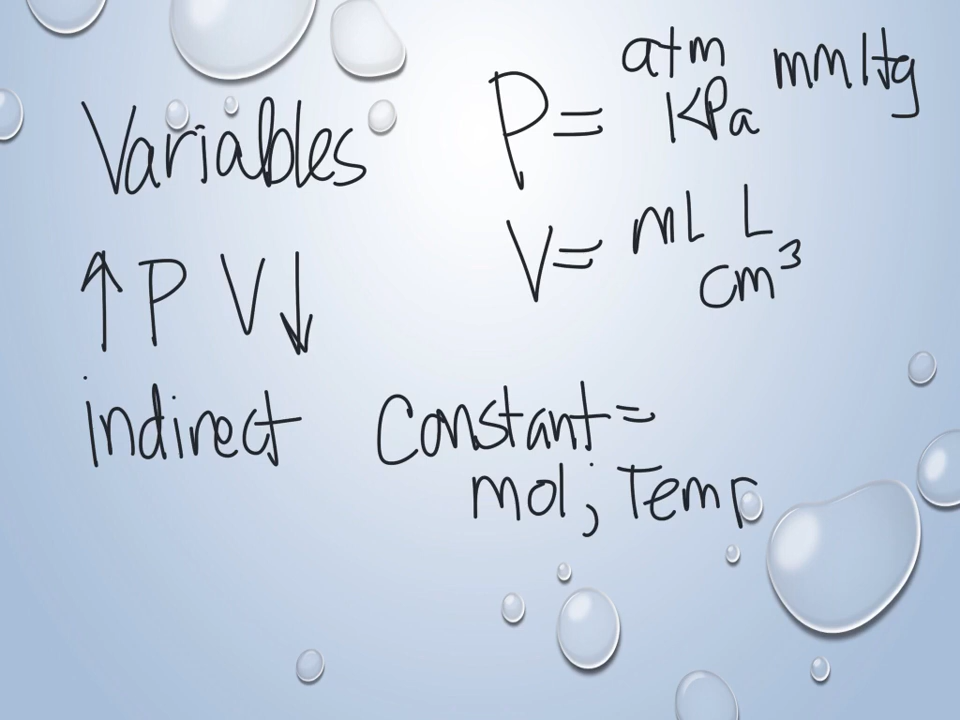 Variables
P = atm mmHg
KPa
V = mL L
cm³
↑ P V ↓
indirect
Constant =
mol; Temp